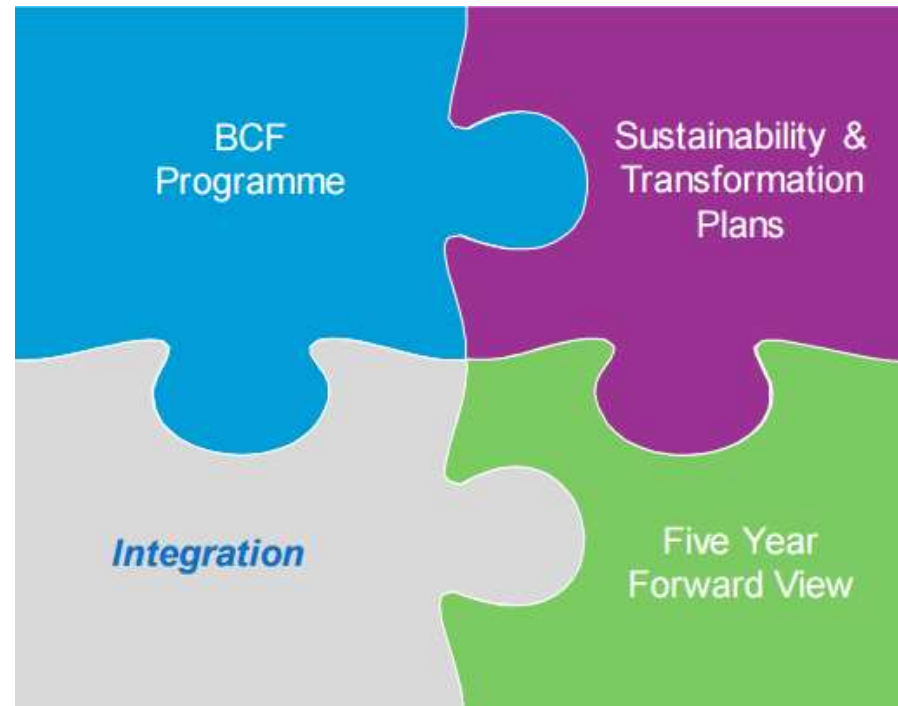 BCF
Programme
Sustainability &
Transformation
Plans
Integration
Five Year
Forward View